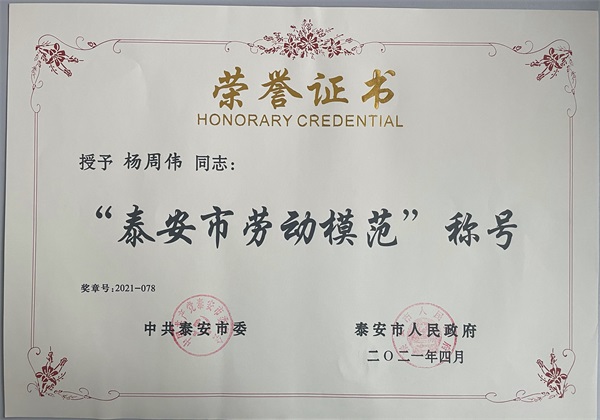 荣誉证书
HONORARY CREDENTIAL
授予 杨周伟 同志：
“泰安市劳动模范”称号
奖章号：2021-078
中共泰安市委 泰安市人民政府
二〇二一年四月